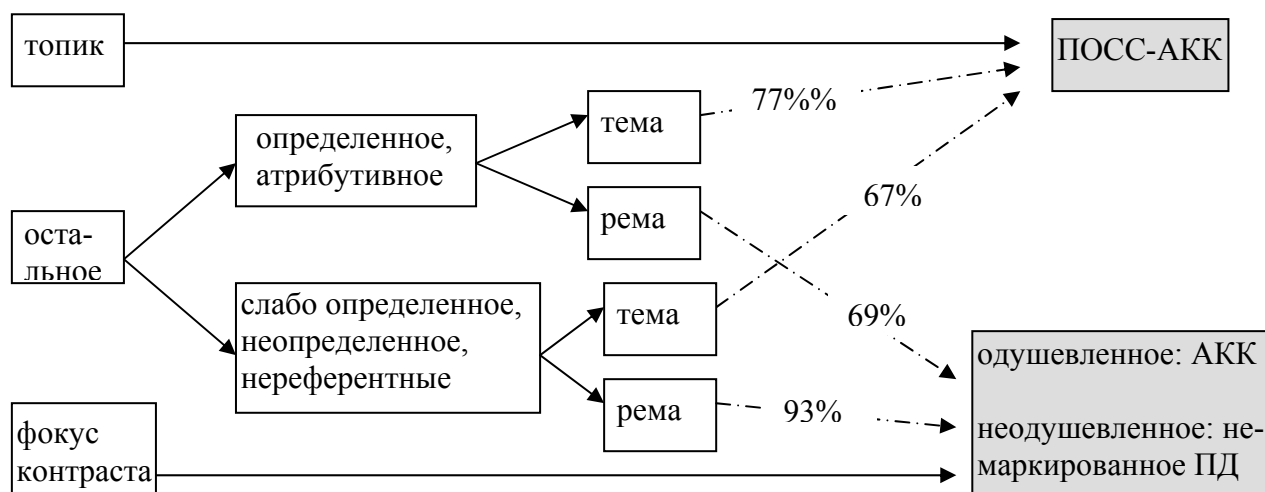 топик
ПОСС-АКК
77%%
тема
определенное,
атрибутивное
67%
рема
оста-
льное
слабо определенное,
неопределенное,
нереферентные
тема
69%
одушевленное: АКК
рема
93%
неодушевленное: не-
маркированное ПД
фокус
контраста